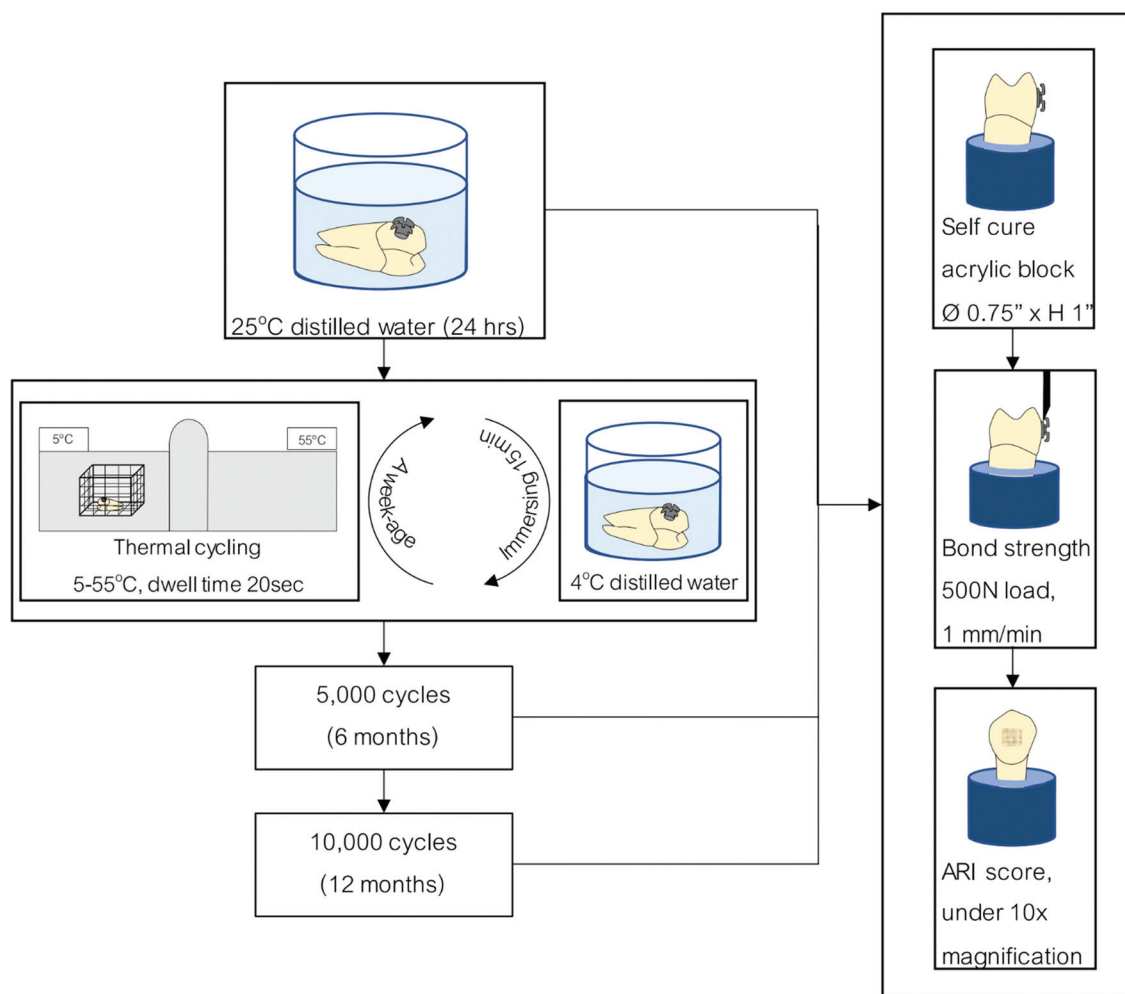 25°C distilled water (24 hrs)
5°C
55°C
Thermal cycling
5-55°C, dwell time 20sec
A week-age
Immersing 15 min
4°C distilled water
5,000 cycles
(6 months)
10,000 cycles
(12 months)
Self cure
acrylic block
Ø 0.75” x H 1”
Bond strength
500N load,
1 mm/min
ARI score,
under 10x
magnification